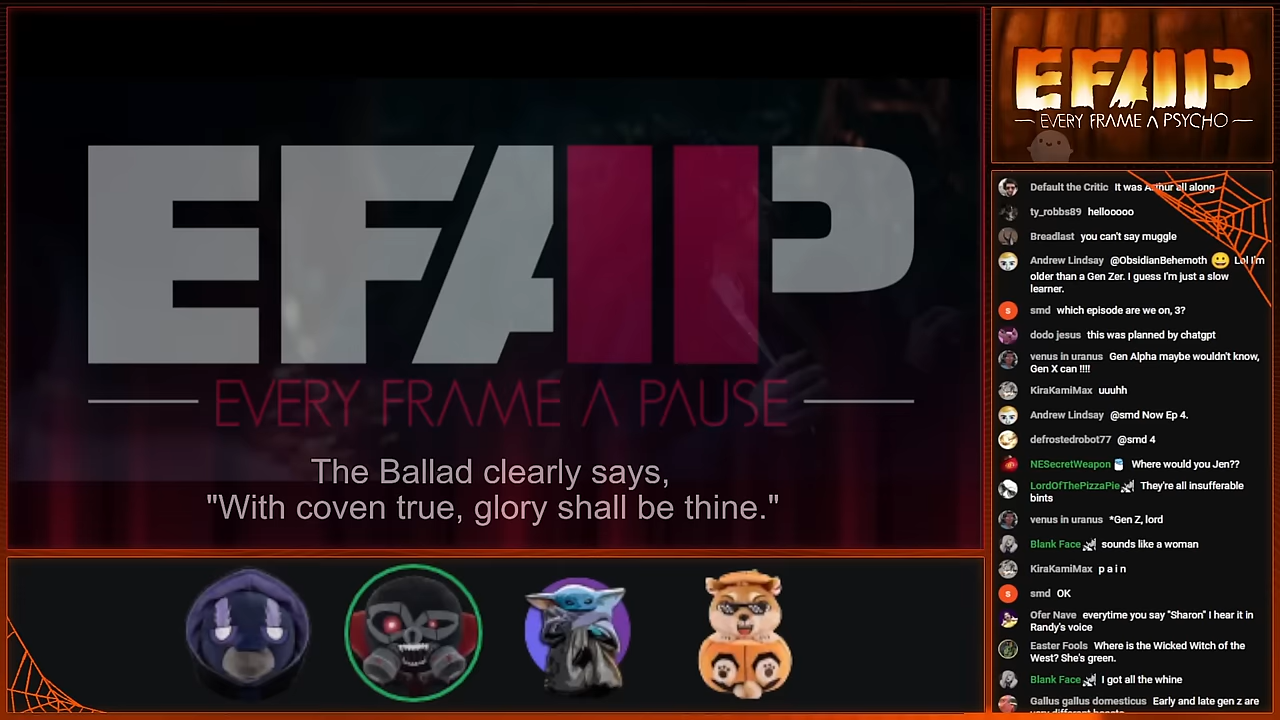 EFAP
EVERY FRAME A PAUSE
The Ballad clearly says,
"With coven true, glory shall be thine."
EFAP
EVERY FRAME A PSYCHO
Default the Critic It was Arthur all along
ty_robbs89 hellooooo
Breadlast you can't say muggle
Andrew Lindsay @ObsidianBehemoth 😀 Lol I'm
older than a Gen Zer. I guess I'm just a slow
learner.
s
smd which episode are we on, 3?
dodo jesus this was planned by chatgpt
venus in uranus Gen Alpha maybe wouldn't know,
Gen X can !!!!
KiraKamiMax uuuhh
Andrew Lindsay @smd Now Ep 4.
defrostedrobot77 @smd 4
NESecretWeapon Where would you Jen??
LordOfThePizzaPie They're all insufferable
bints
venus in uranus *Gen Z, lord
Blank Face sounds like a woman
KiraKamiMax p a i n
s
smd OK
Ofer Nave everytime you say "Sharon" I hear it in
Randy's voice
Easter Fools Where is the Wicked Witch of the
West? She's green.
Blank Face I got all the whine
Gallus gallus domesticus Early and late gen z are
very different beasts